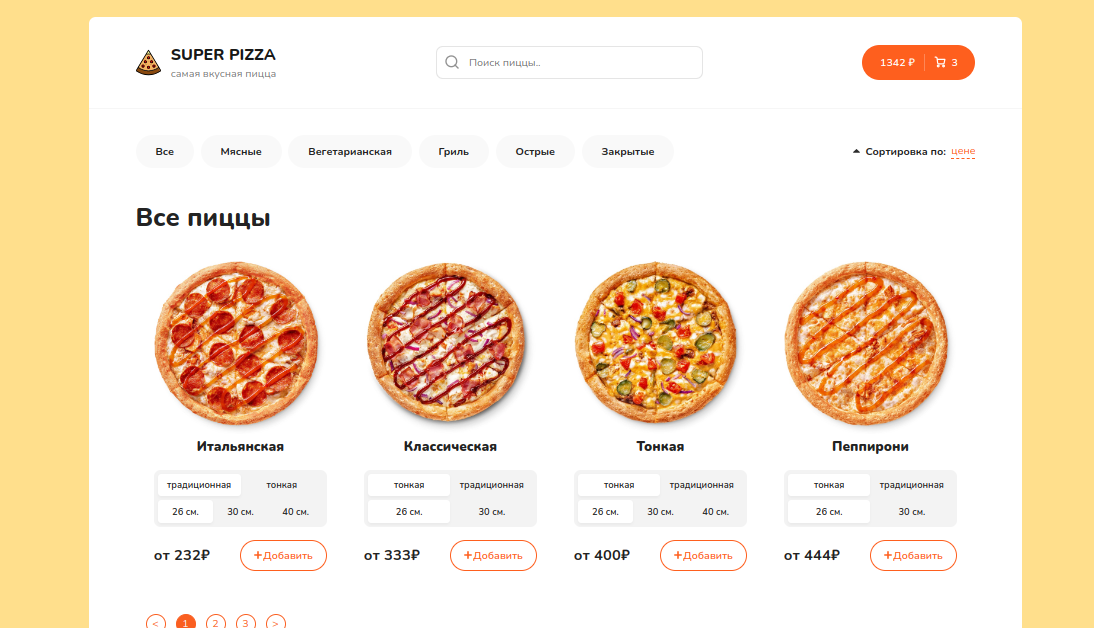 SUPER PIZZA
самая вкусная пицца
Поиск пиццы..
1342 ₽ 3
Все Мясные Вегетарианская Гриль Острые Закрытые Сортировка по: цене
Все пиццы
Итальянская Классическая Тонкая Пеппирони
традиционная тонкая тонкая традиционная тонкая традиционная тонкая традиционная
26 см. 30 см. 40 см. 26 см. 30 см. 26 см. 30 см. 40 см. 26 см. 30 см.
от 232₽ +Добавить от 333₽ +Добавить от 400₽ +Добавить от 444₽ +Добавить
< 1 2 3 >